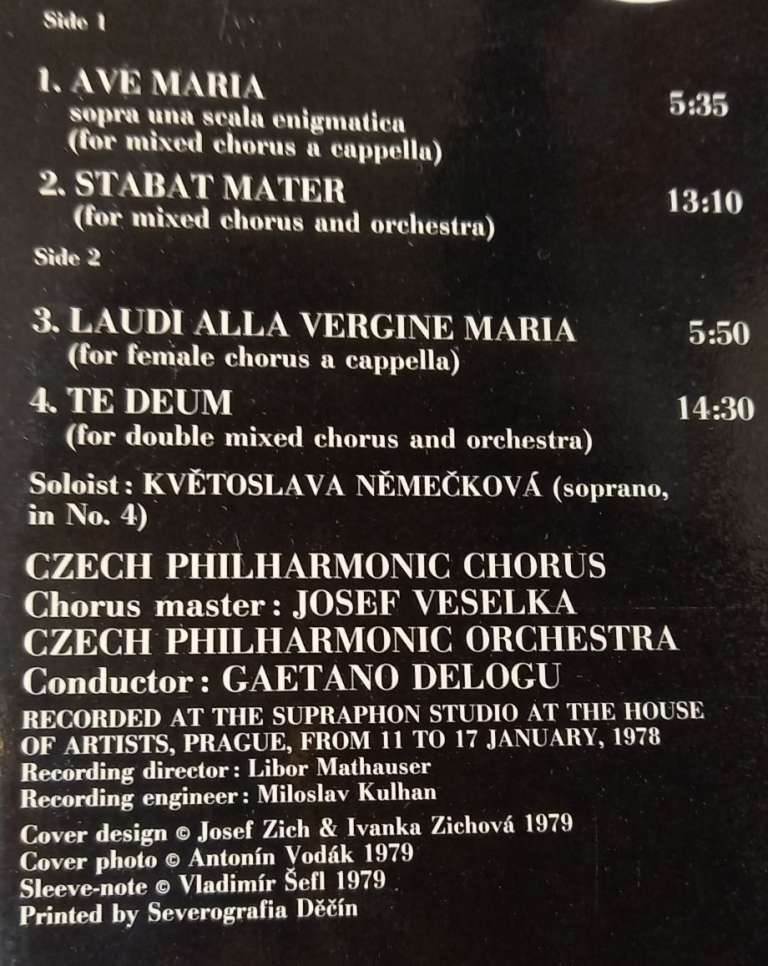 Side 1
1. AVE MARIA 5:35
sopra una scala enigmatica
(for mixed chorus a cappella)
2. STABAT MATER 13:10
(for mixed chorus and orchestra)
Side 2
3. LAUDI ALLA VERGINE MARIA 5:50
(for female chorus a cappella)
4. TE DEUM 14:30
(for double mixed chorus and orchestra)
Soloist: KVĚTOSLAVA NĚMEČKOVÁ (soprano,
in No. 4)
CZECH PHILHARMONIC CHORUS
Chorus master: JOSEF VESELKA
CZECH PHILHARMONIC ORCHESTRA
Conductor: GAETANO DELOGU
RECORDED AT THE SUPRAPHON STUDIO AT THE HOUSE
OF ARTISTS, PRAGUE, FROM 11 TO 17 JANUARY, 1978
Recording director: Libor Mathauser
Recording engineer: Miloslav Kulhan
Cover design © Josef Zich & Ivanka Zichová 1979
Cover photo © Antonín Vodák 1979
Sleeve-note © Vladimír Šefl 1979
Printed by Severografia Děčín